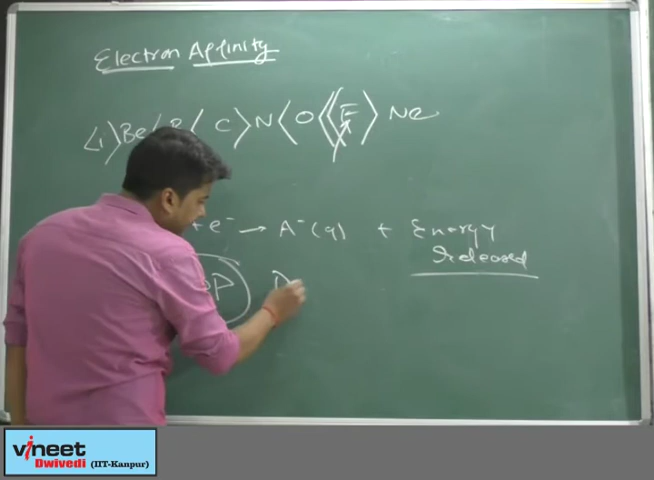 Electron Affinity
Li > Be < B < C > N < O << F > Ne
+ e⁻ → A⁻(g) + Energy
released
P
vineet
Dwivedi (IIT-Kanpur)